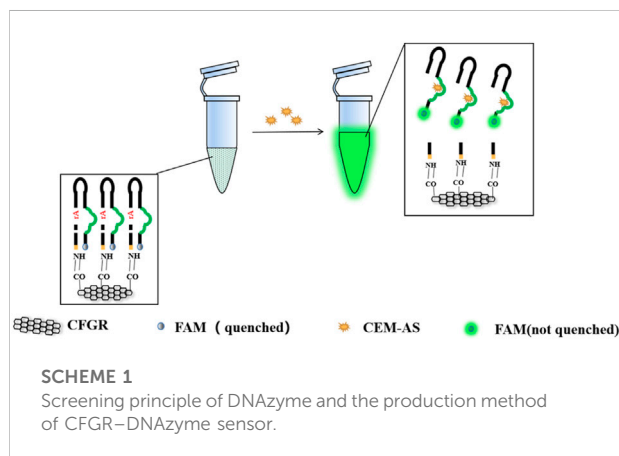 NH NH NH
CO CO CO
rA rA rA
NH NH NH
CO CO CO
CFGR FAM ( quenched) CEM-AS FAM(not quenched)
SCHEME 1
Screening principle of DNAzyme and the production method
of CFGR–DNAzyme sensor.